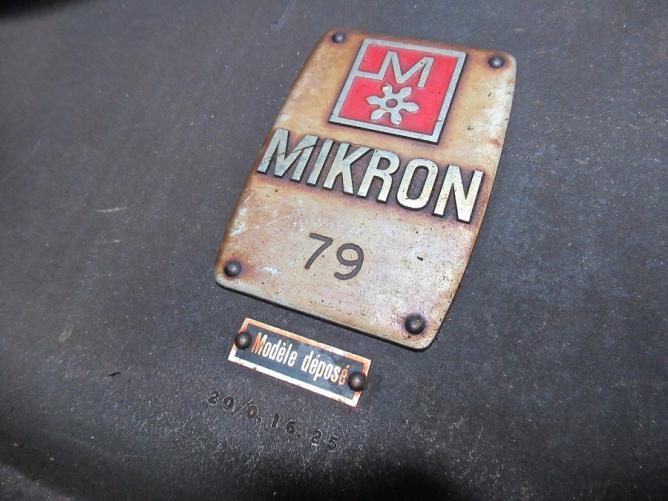 M
MIKRON
79
Modèle déposé
20/0.16.25